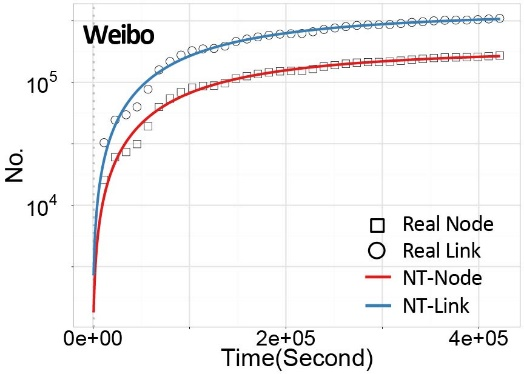 Weibo
No.
10^5
10^4
Real Node
Real Link
NT-Node
NT-Link
0e+00 2e+05 4e+05
Time(Second)